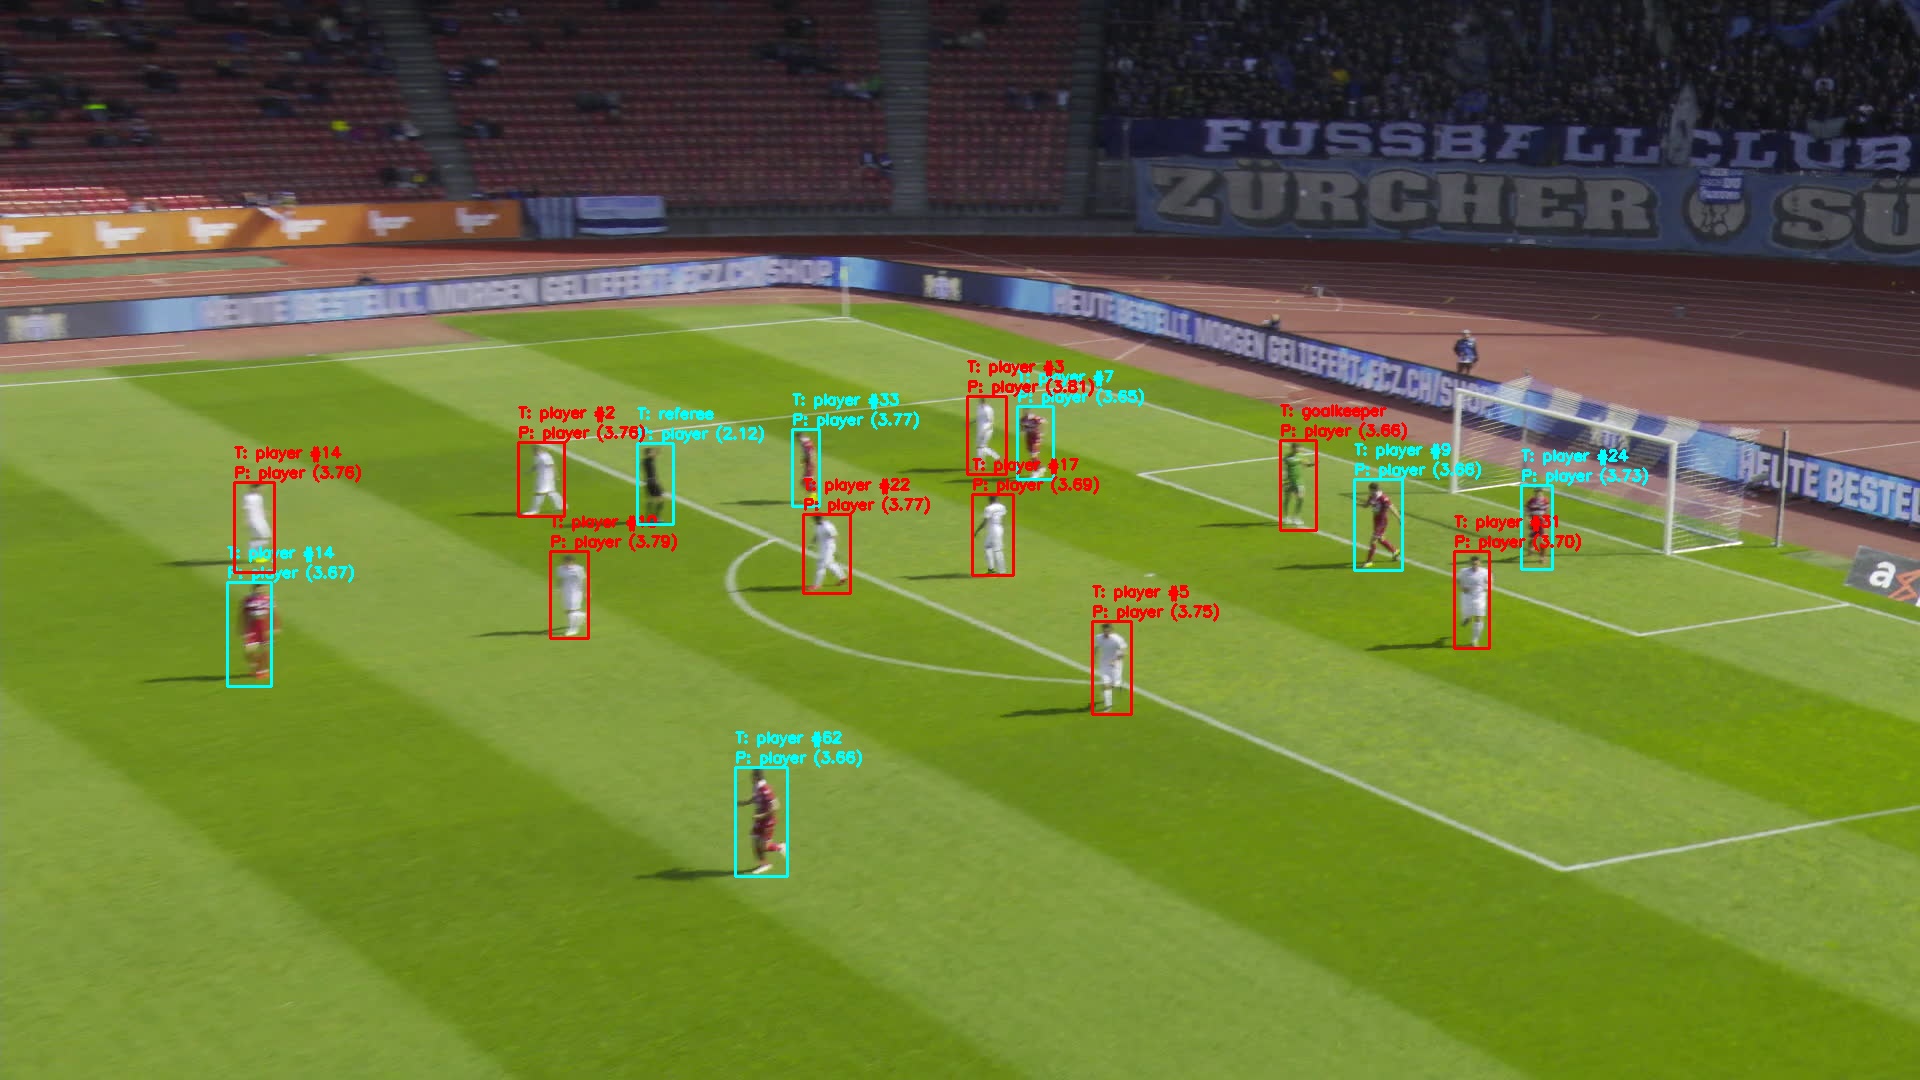 FUSSBALLCLUB
ZÜRCHER SÜ
HEUTE BESTELLT, MORGEN GELIEFERT: FCZ.CH/SHOP
HEUTE BESTELLT, MORGEN GELIEFERT: FCZ.CH/SHOP
HEUTE BESTEL
a
T: player #3
P: player (3.81)
#7
P: player (3.65)
T: player #33
P: player (3.77)
T: player #2
P: player (3.76)
T: referee
P: player (2.12)
T: goalkeeper
P: player (3.66)
T: player #9
P: player (3.66)
T: player #24
P: player (3.73)
T: player #14
P: player (3.76)
T: player #17
P: player (3.69)
T: player #22
P: player (3.77)
T: player
P: player (3.79)
T: player #31
P: player (3.70)
T: player #14
P: player (3.67)
T: player #5
P: player (3.75)
T: player #62
P: player (3.66)